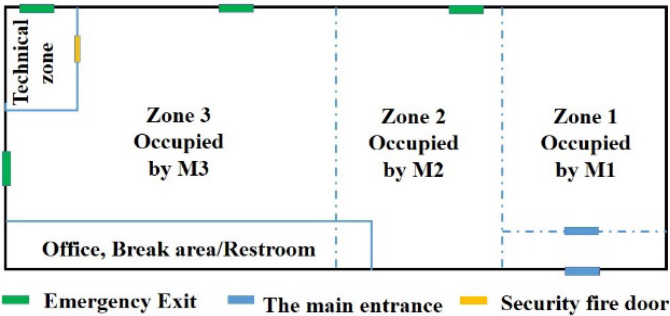 Technical
zone
Zone 3
Occupied
by M3
Zone 2
Occupied
by M2
Zone 1
Occupied
by M1
Office, Break area/Restroom
Emergency Exit
The main entrance
Security fire door